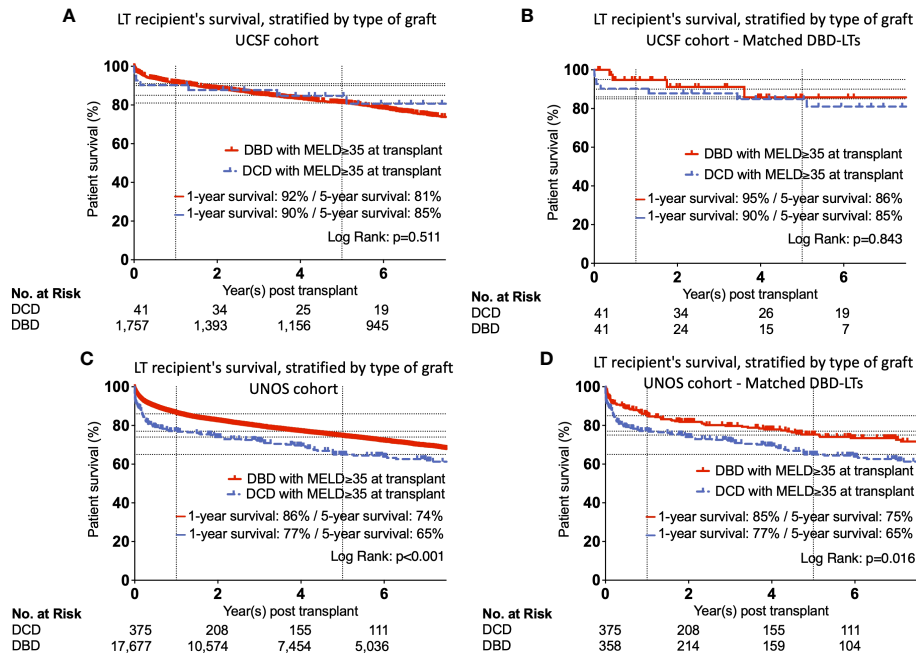 A
LT recipient's survival, stratified by type of graft
UCSF cohort
Patient survival (%)
100
80
60
40
20
0
DBD with MELD≥35 at transplant
DCD with MELD≥35 at transplant
1-year survival: 92% / 5-year survival: 81%
1-year survival: 90% / 5-year survival: 85%
Log Rank: p=0.511
0 2 4 6
Year(s) post transplant
No. at Risk
DCD 41 34 25 19
DBD 1,757 1,393 1,156 945
B
LT recipient's survival, stratified by type of graft
UCSF cohort - Matched DBD-LTs
Patient survival (%)
100
80
60
40
20
0
DBD with MELD≥35 at transplant
DCD with MELD≥35 at transplant
1-year survival: 95% / 5-year survival: 86%
1-year survival: 90% / 5-year survival: 85%
Log Rank: p=0.843
0 2 4 6
Year(s) post transplant
No. at Risk
DCD 41 34 26 19
DBD 41 24 15 7
C
LT recipient's survival, stratified by type of graft
UNOS cohort
Patient survival (%)
100
80
60
40
20
0
DBD with MELD≥35 at transplant
DCD with MELD≥35 at transplant
1-year survival: 86% / 5-year survival: 74%
1-year survival: 77% / 5-year survival: 65%
Log Rank: p<0.001
0 2 4 6
Year(s) post transplant
No. at Risk
DCD 375 208 155 111
DBD 17,677 10,574 7,454 5,036
D
LT recipient's survival, stratified by type of graft
UNOS cohort - Matched DBD-LTs
Patient survival (%)
100
80
60
40
20
0
DBD with MELD≥35 at transplant
DCD with MELD≥35 at transplant
1-year survival: 85% / 5-year survival: 75%
1-year survival: 77% / 5-year survival: 65%
Log Rank: p=0.016
0 2 4 6
Year(s) post transplant
No. at Risk
DCD 375 208 155 111
DBD 358 214 159 104